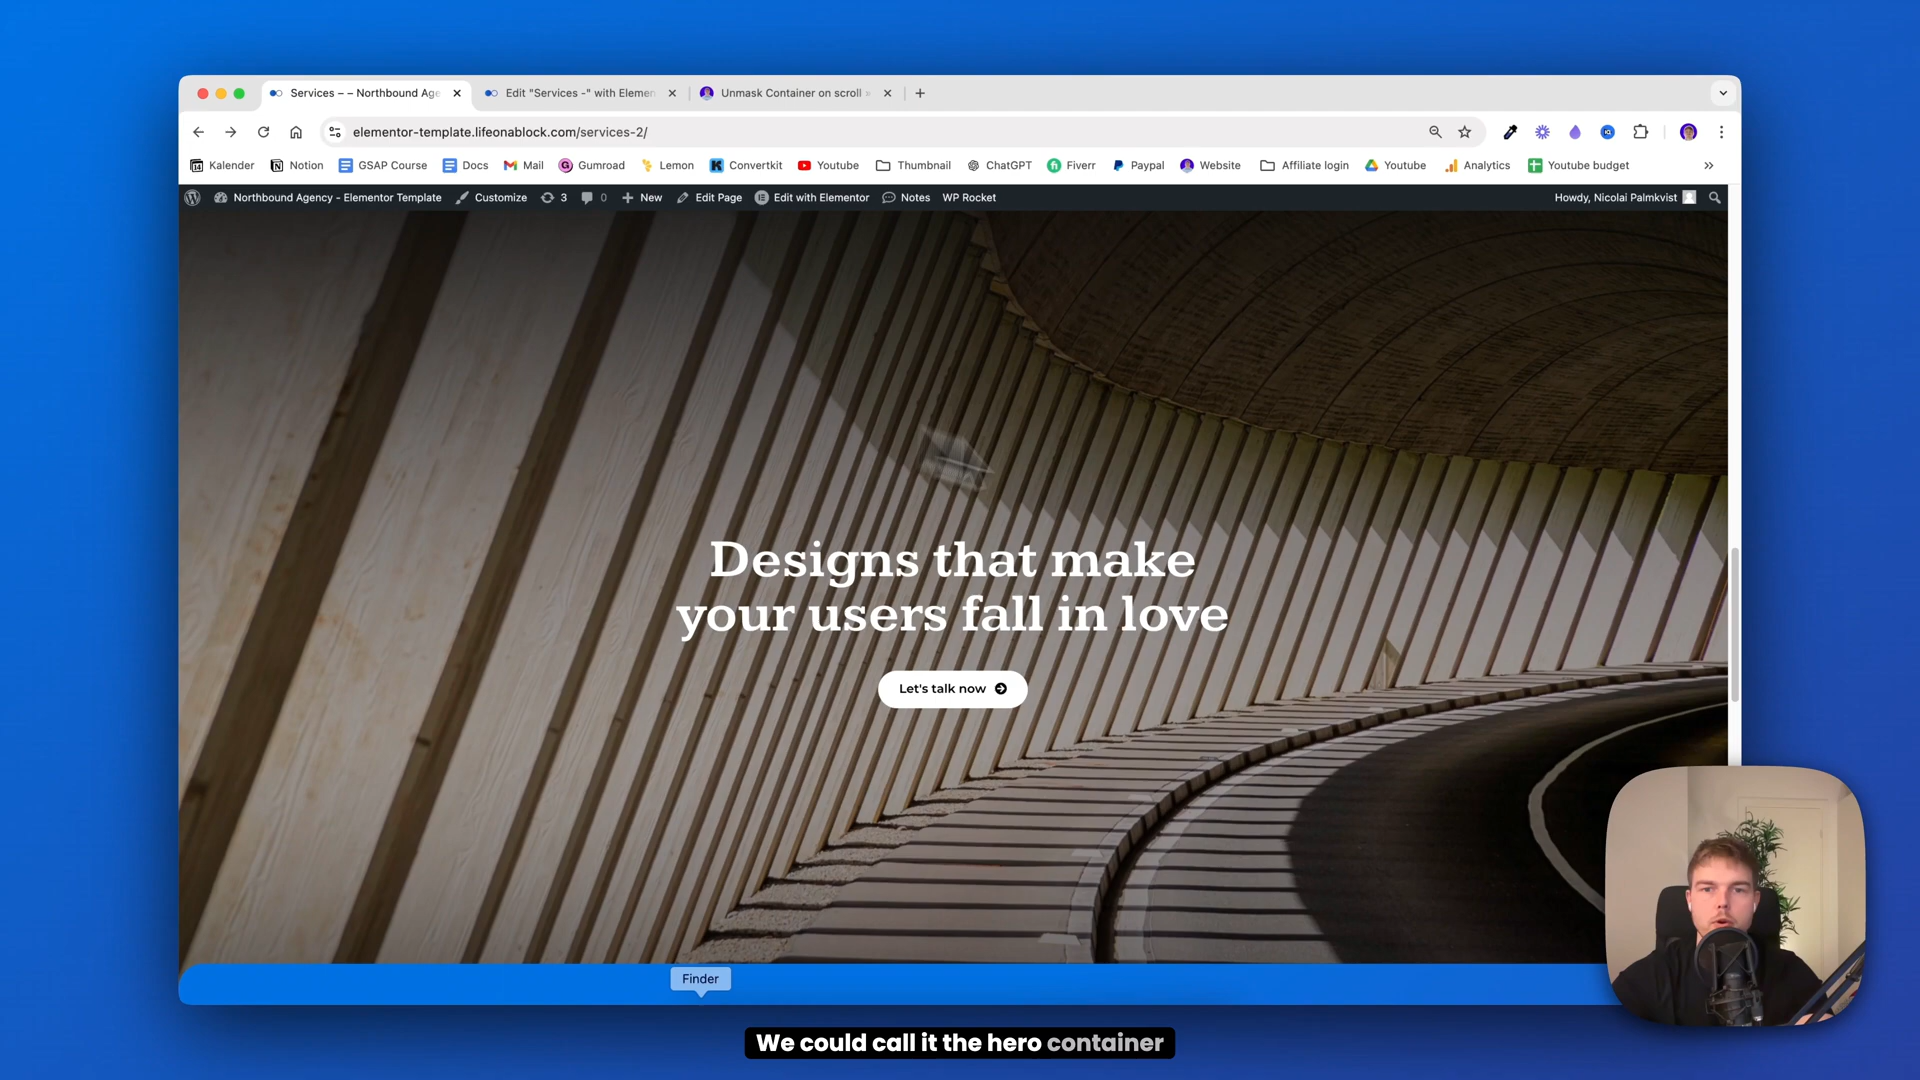 Services – – Northbound Age
Edit "Services -" with Elemen
Unmask Container on scroll »
elementor-template.lifeonablock.com/services-2/
Kalender
Notion
GSAP Course
Docs
Mail
Gumroad
Lemon
Convertkit
Youtube
Thumbnail
ChatGPT
Fiverr
Paypal
Website
Affiliate login
Youtube
Analytics
Youtube budget
»
Northbound Agency - Elementor Template
Customize
3
0
New
Edit Page
Edit with Elementor
Notes
WP Rocket
Howdy, Nicolai Palmkvist
Designs that make
your users fall in love
Let's talk now
Finder
We could call it the hero container